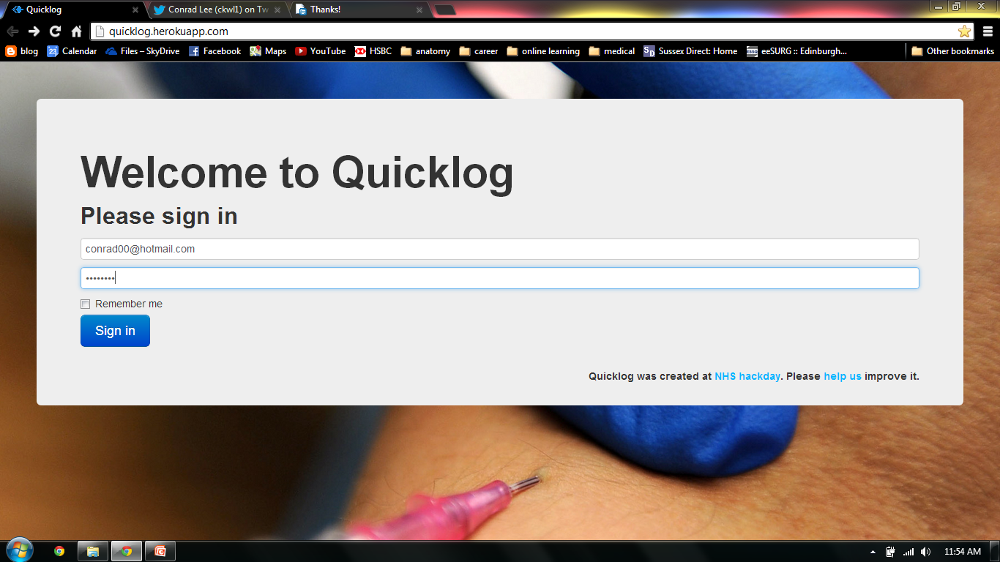 Quicklog
Conrad Lee (ckwl1) on Tw
Thanks!
quicklog.herokuapp.com
blog
23
Calendar
Files – SkyDrive
Facebook
Maps
YouTube
HSBC
anatomy
career
online learning
medical
Sussex Direct: Home
eeSURG :: Edinburgh...
Other bookmarks
Welcome to Quicklog
Please sign in
conrad00@hotmail.com
••••••••
Remember me
Sign in
Quicklog was created at NHS hackday. Please help us improve it.
11:54 AM